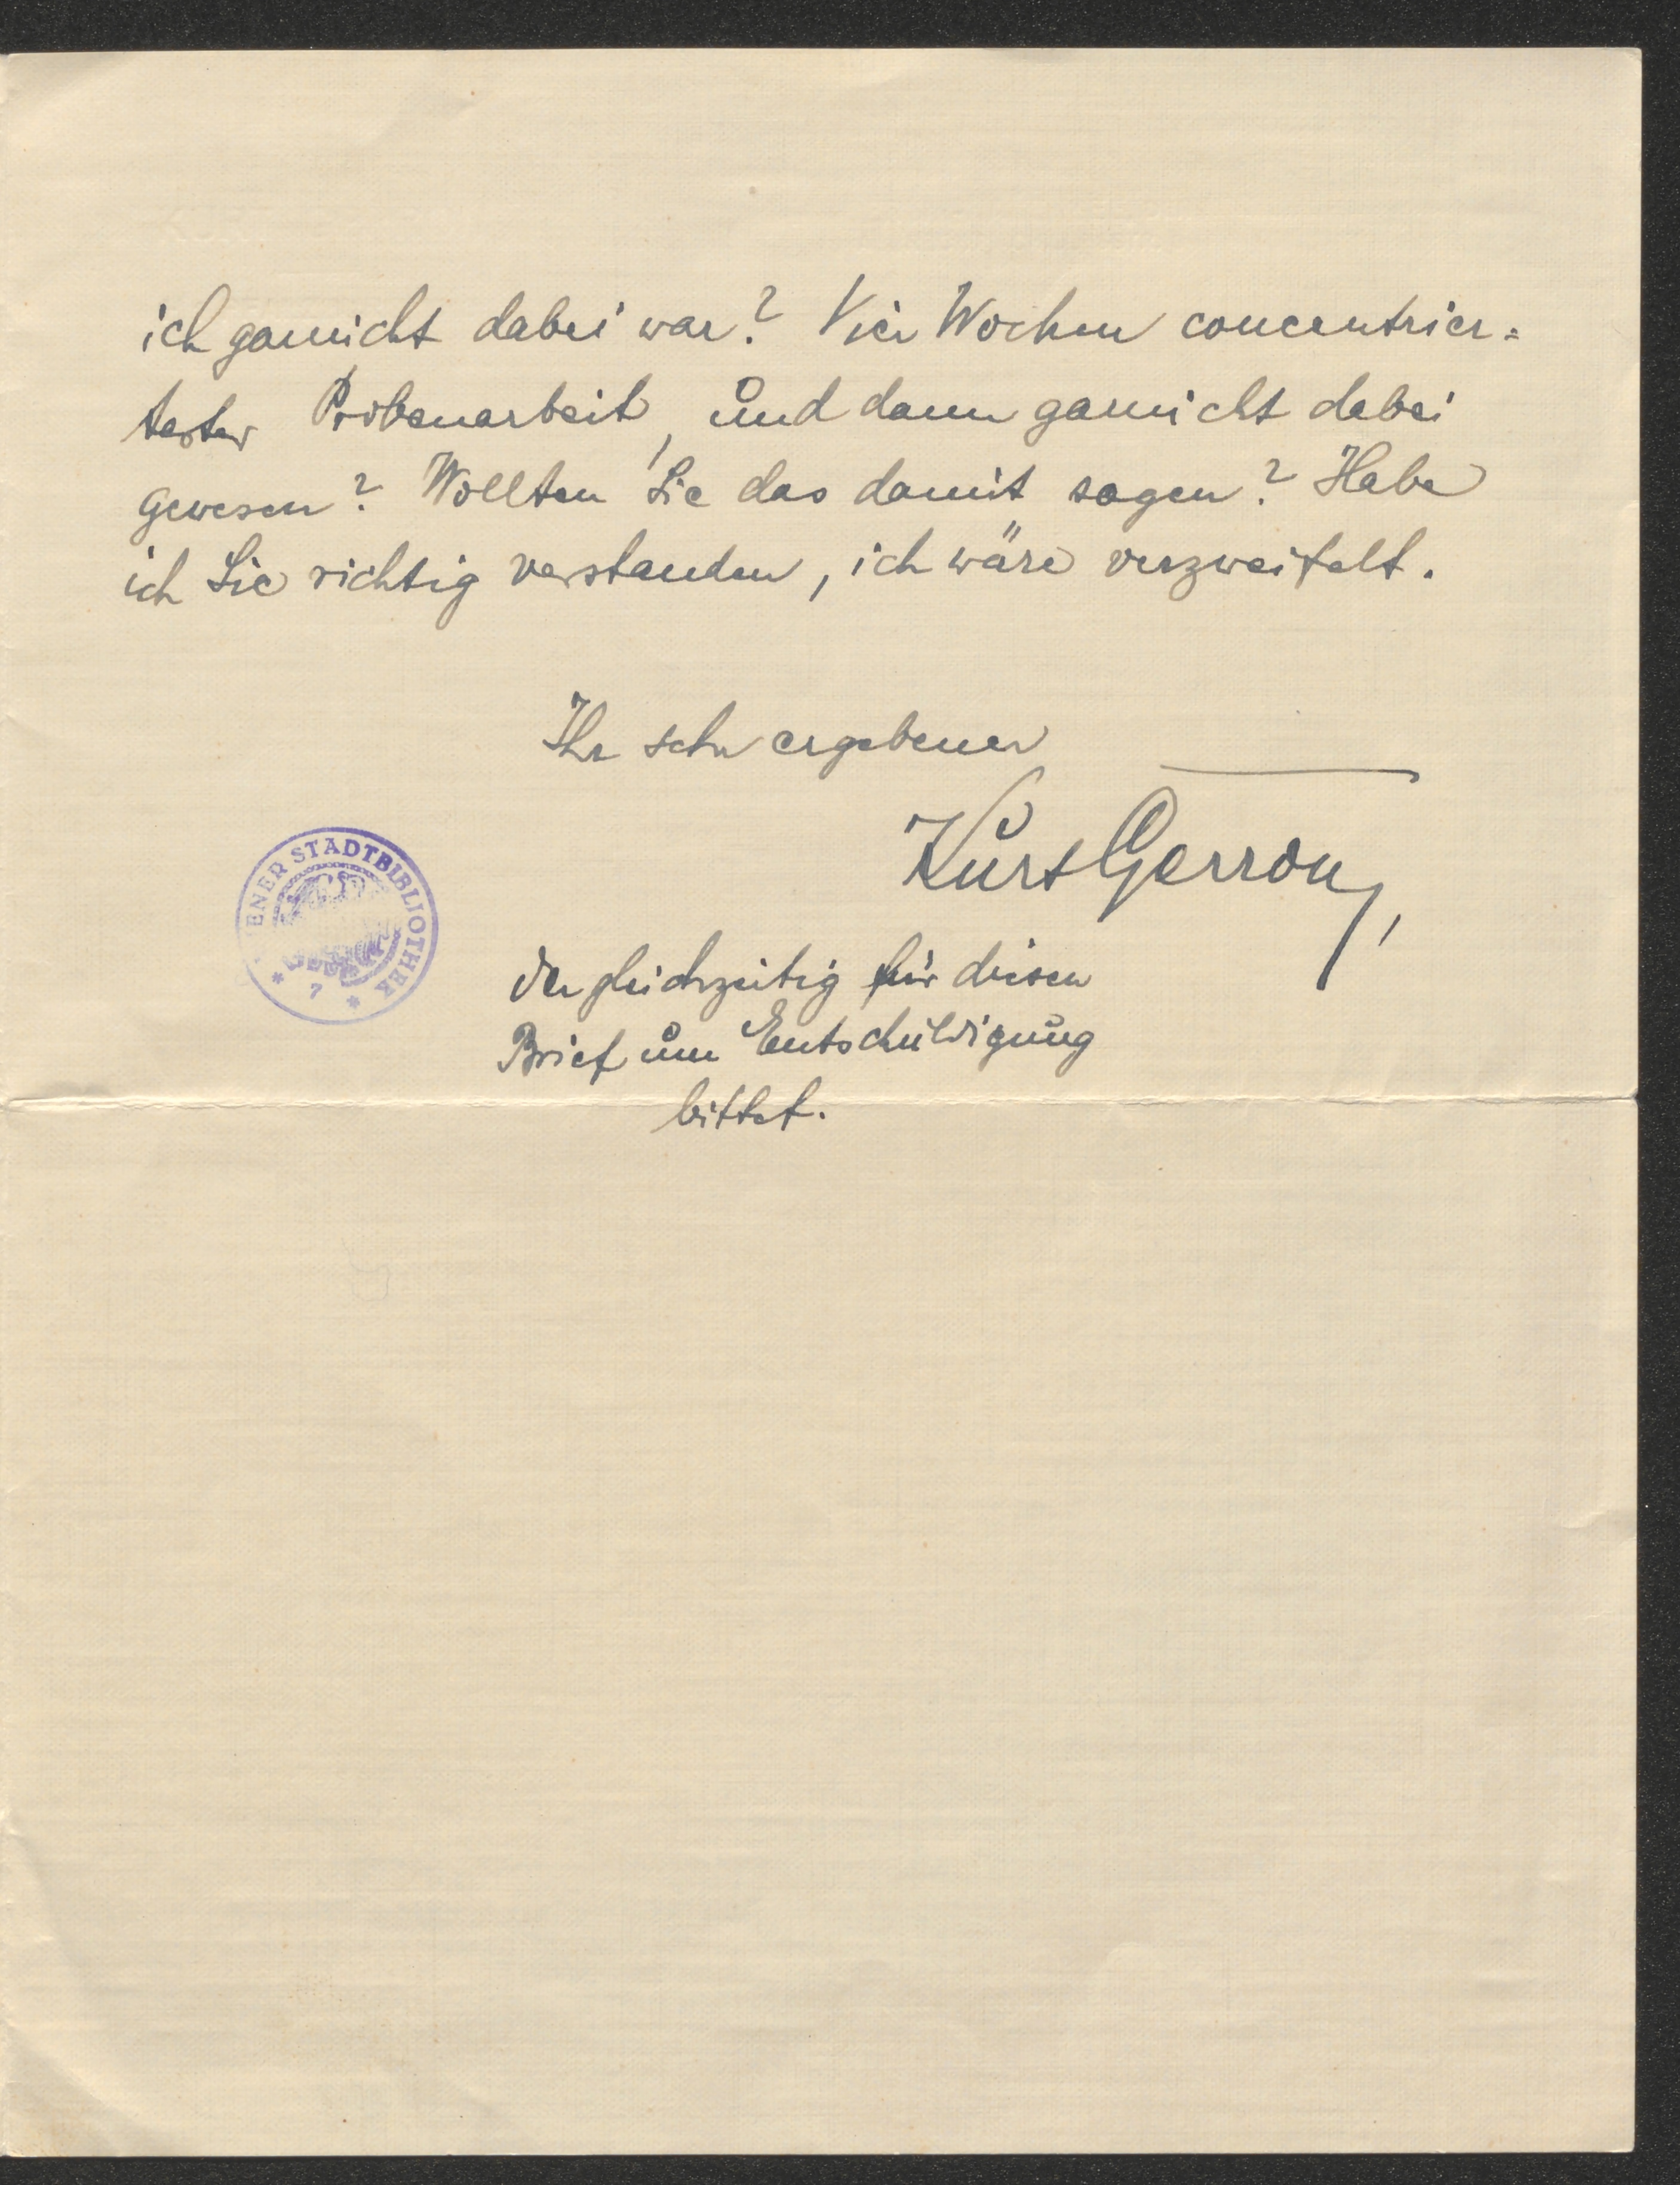 ich garnicht dabei war? Vier Wochen concentrier=
tester Probenarbeit, und dann garnicht dabei
gewesen? Wollten Sie das damit sagen? Habe
ich Sie richtig verstanden, ich wäre verzweifelt.
Ihr sehr ergebener
Kurt Gerron,
der gleichzeitig für diesen
Brief um Entschuldigung
bittet.
ENER STADTBIBLIOTHEK
* 7 *